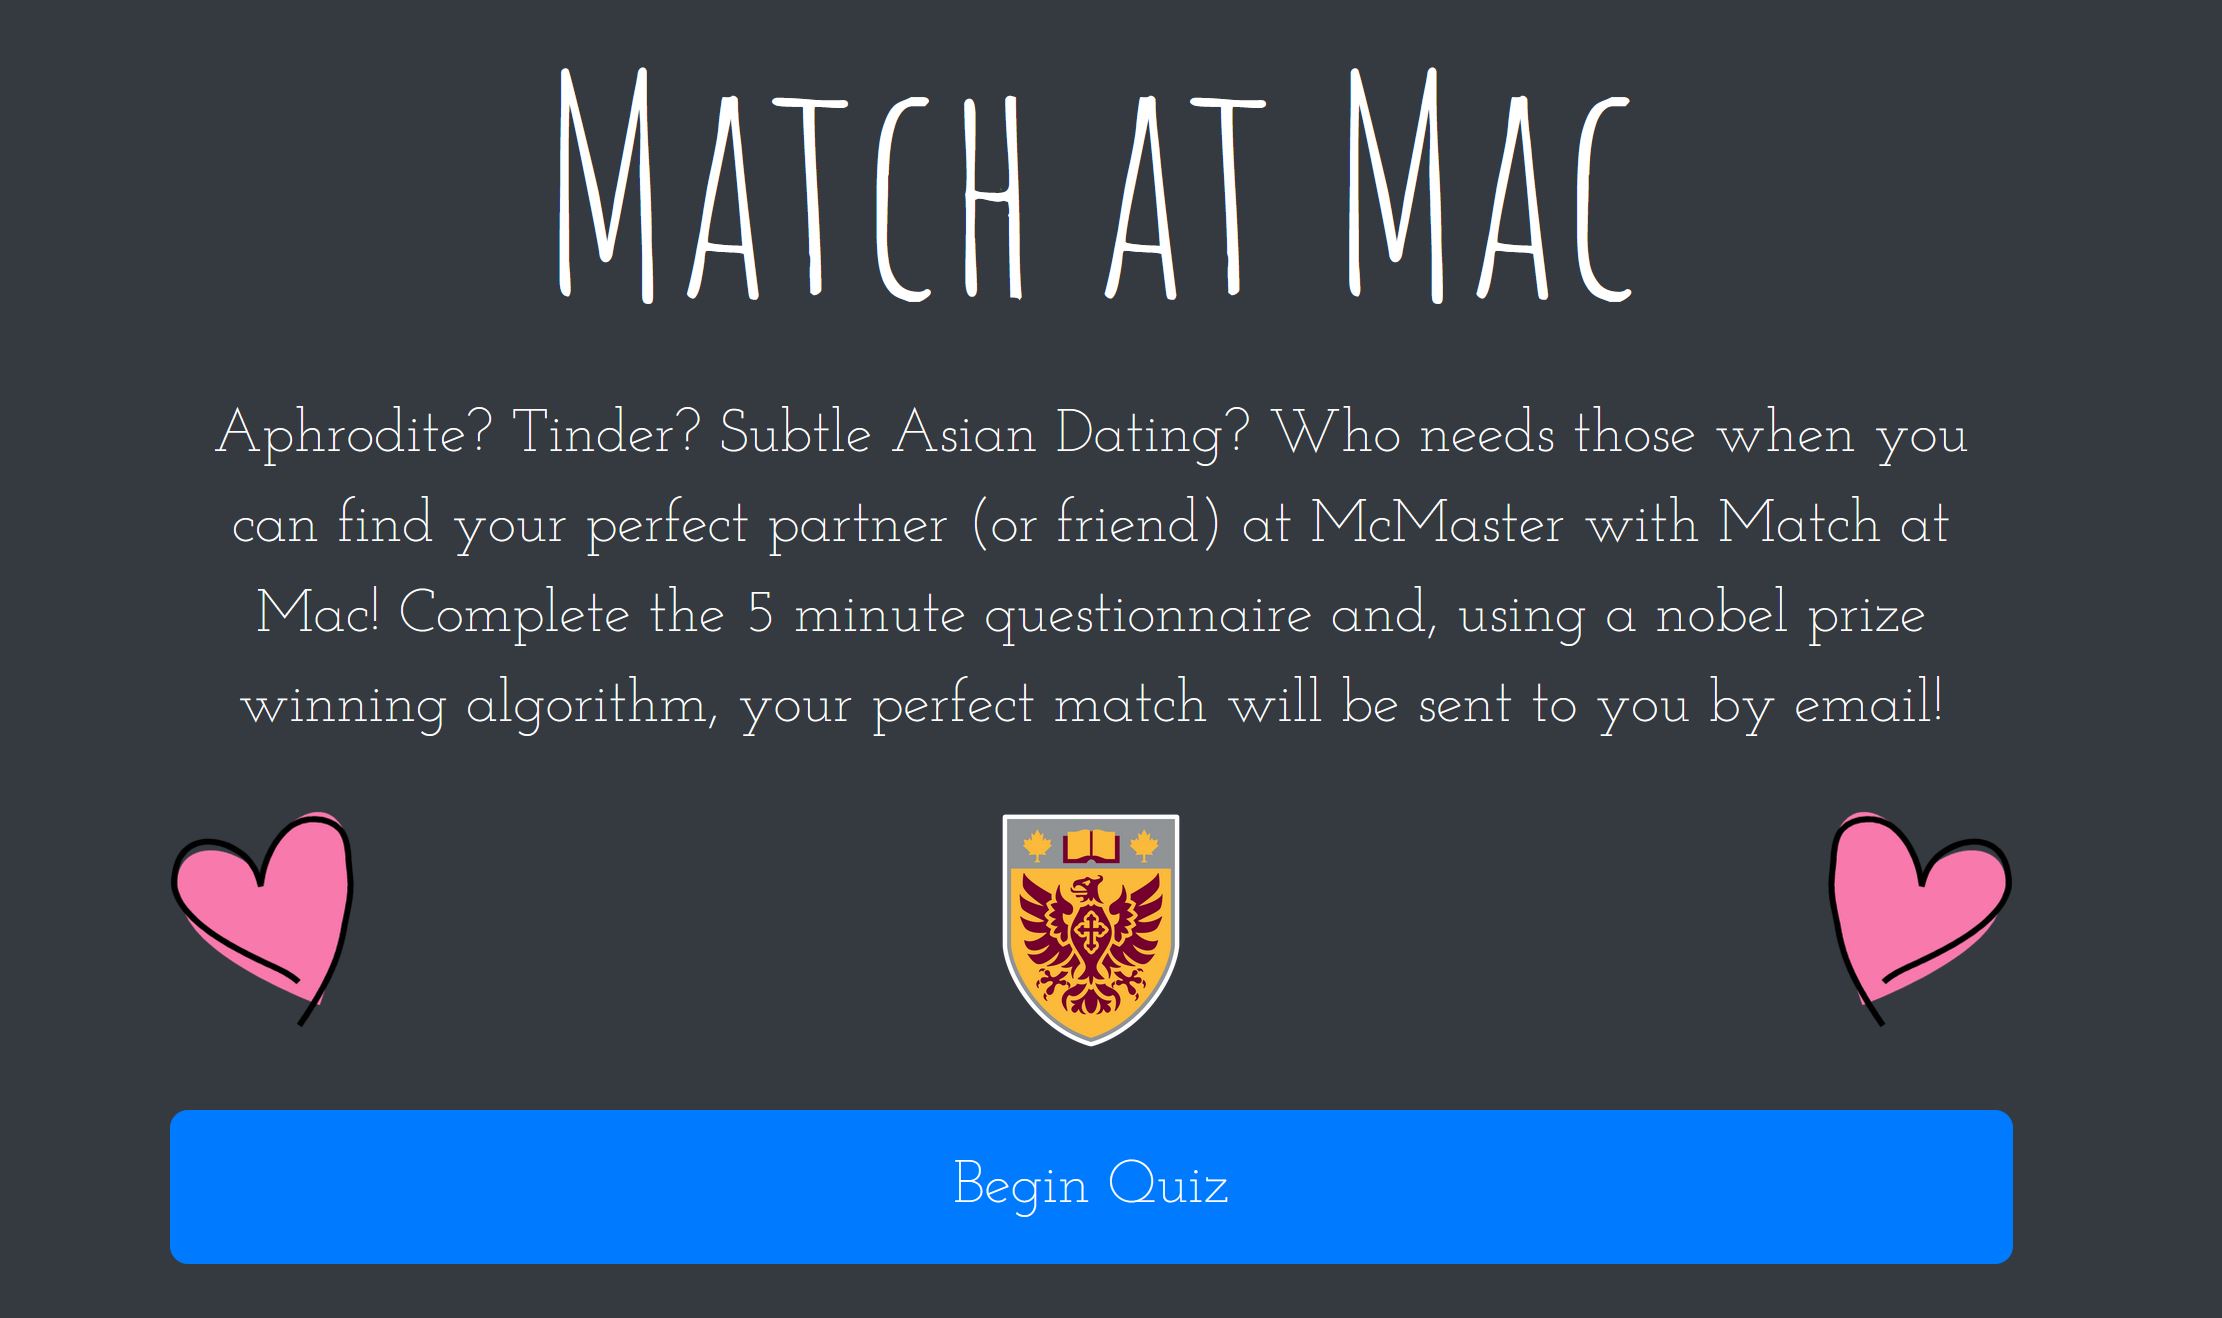 Match at Mac
Aphrodite? Tinder? Subtle Asian Dating? Who needs those when you
can find your perfect partner (or friend) at McMaster with Match at
Mac! Complete the 5 minute questionnaire and, using a nobel prize
winning algorithm, your perfect match will be sent to you by email!
Begin Quiz